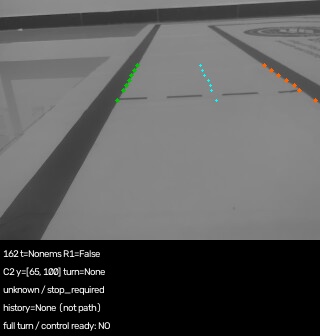 162 t=Nonems R1=False
C2 y=[65, 100] turn=None
unknown / stop_required
history=None (not path)
full turn / control ready: NO